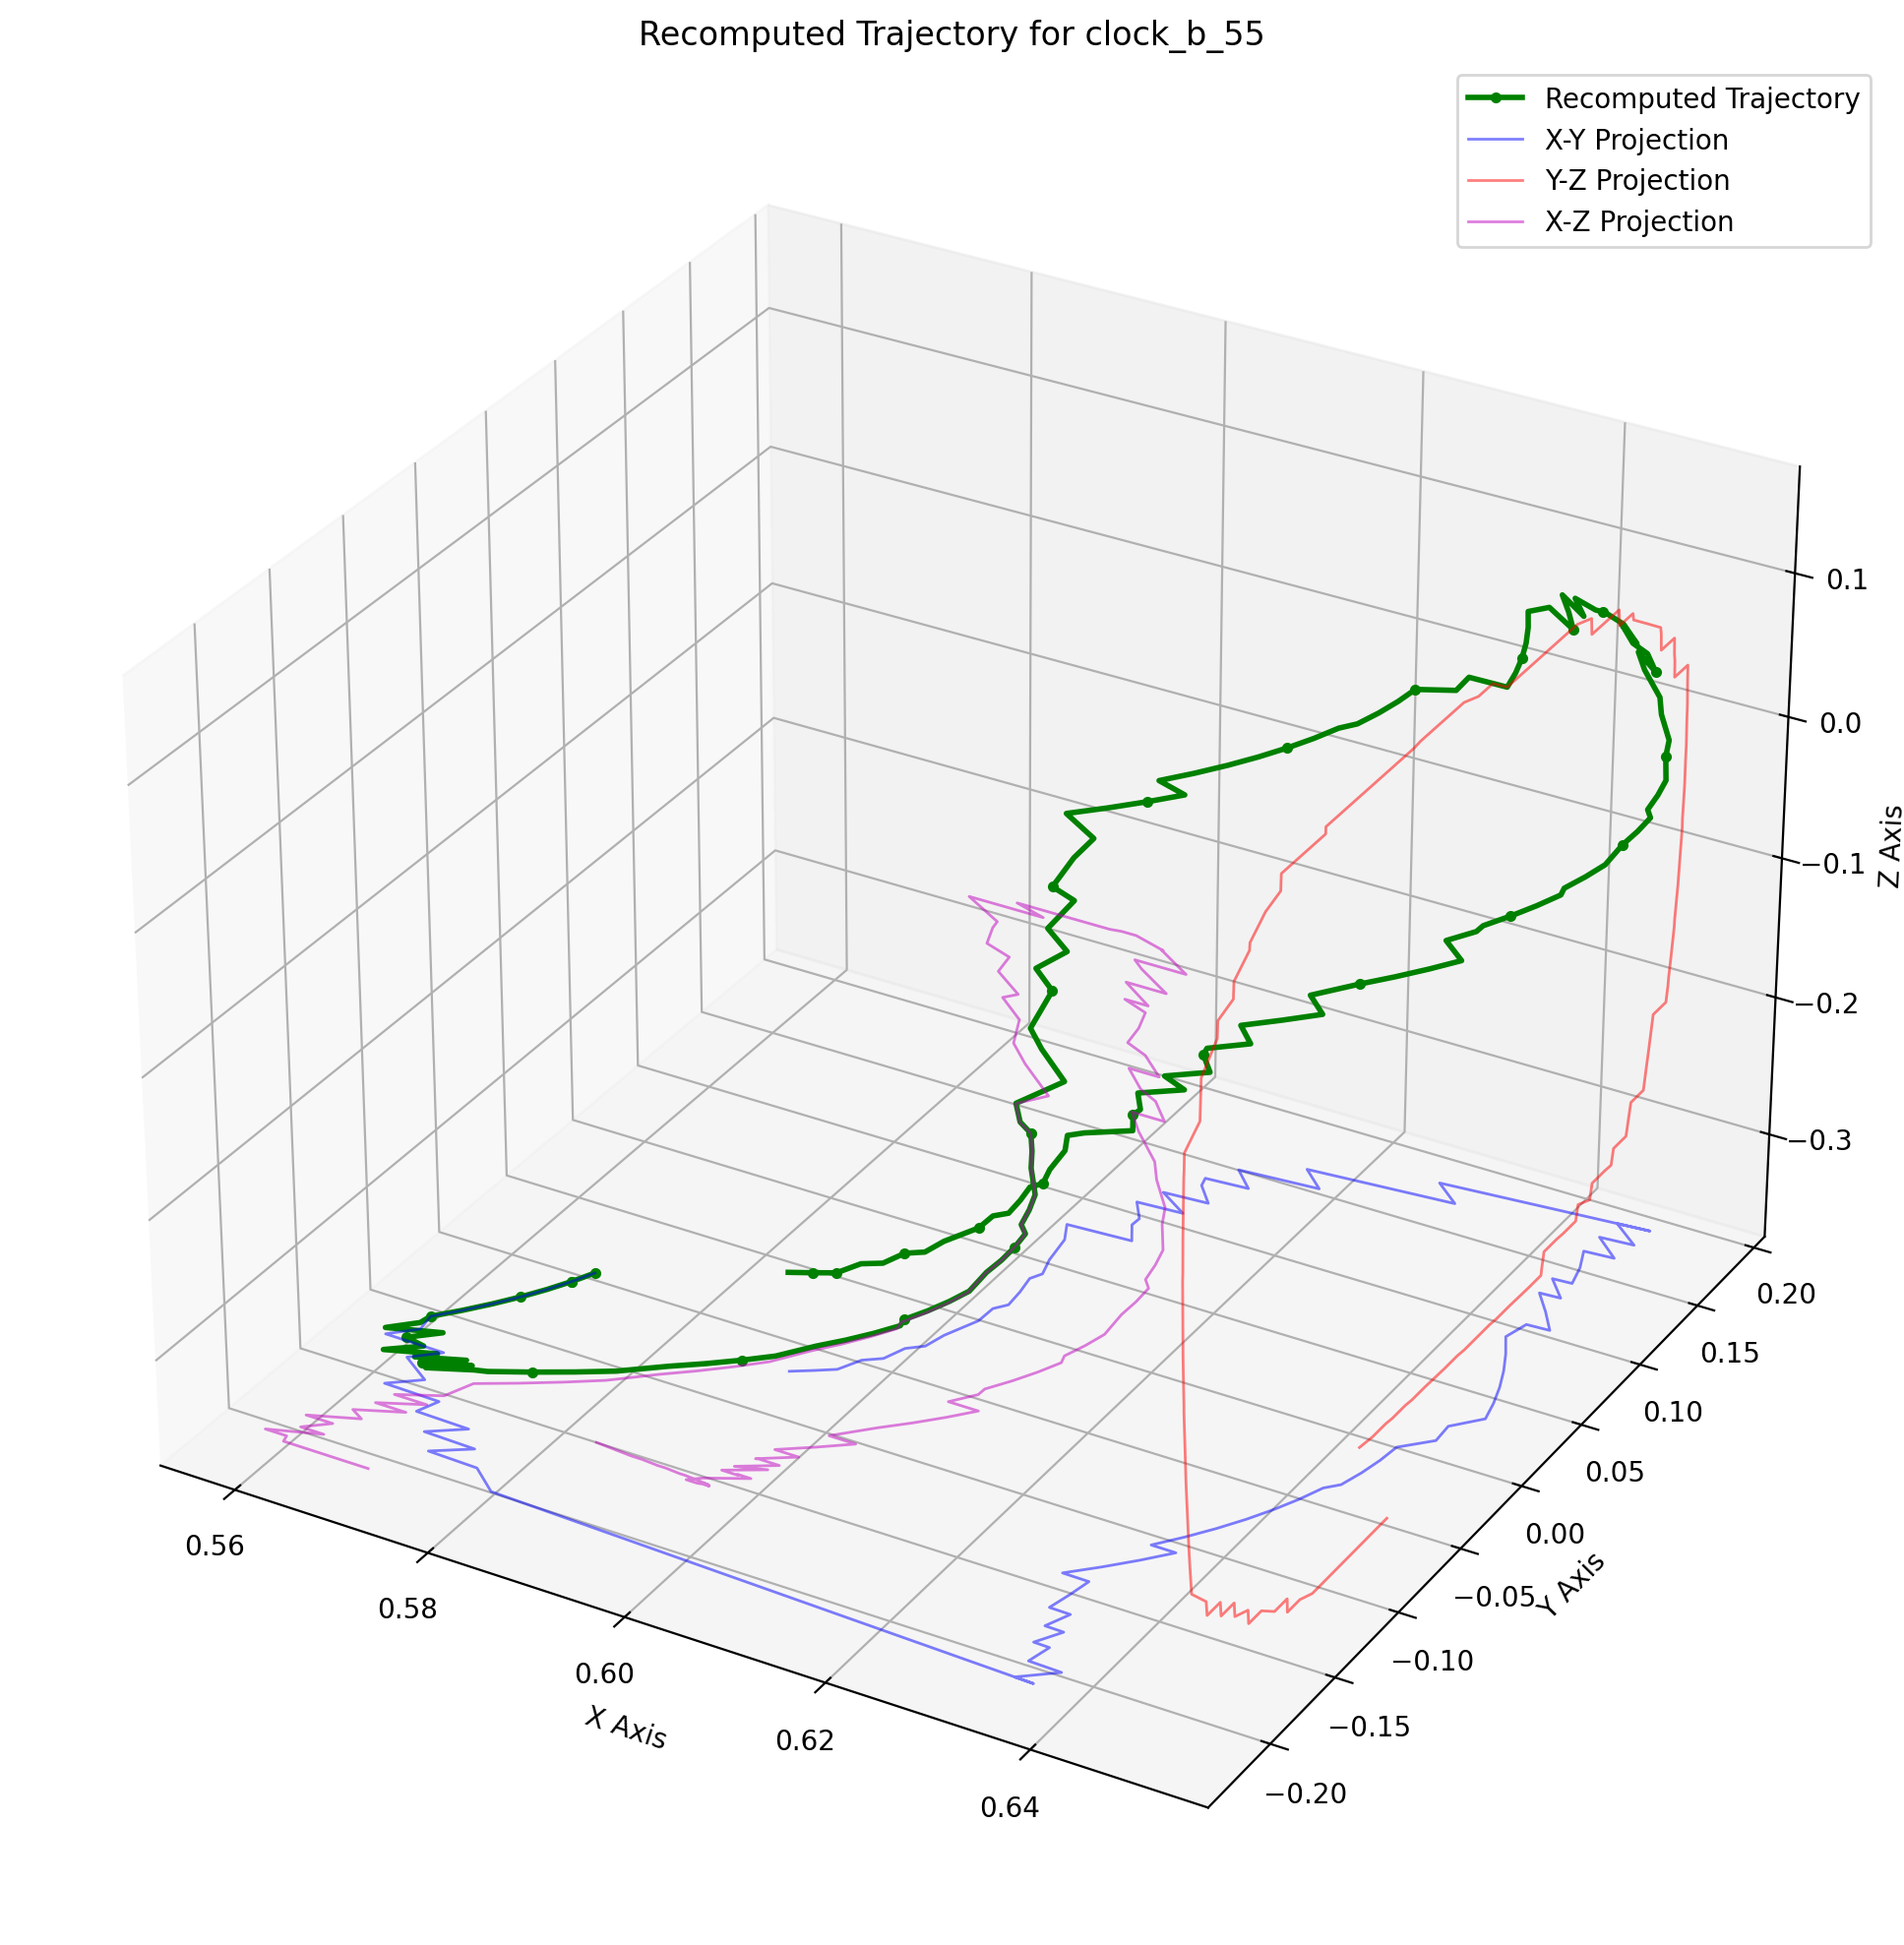 Recomputed Trajectory for clock_b_55
Recomputed Trajectory
X-Y Projection
Y-Z Projection
X-Z Projection
0.1
0.0
−0.1
−0.2
−0.3
Z Axis
0.20
0.15
0.10
0.05
0.00
−0.05
−0.10
−0.15
−0.20
Y Axis
0.56
0.58
0.60
0.62
0.64
X Axis